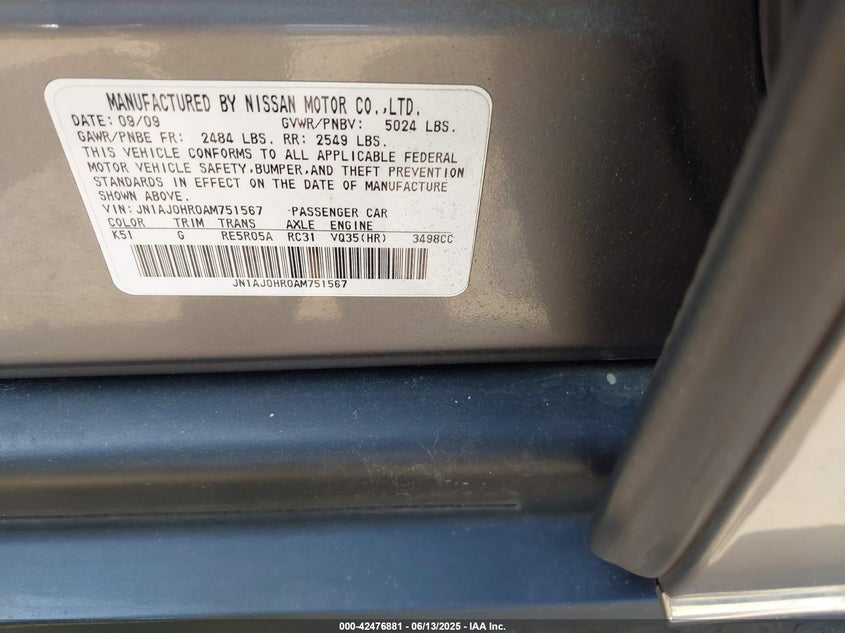 MANUFACTURED BY NISSAN MOTOR CO.,LTD.
DATE: 09/09 GVWR/PNBV: 5024 LBS.
GAWR/PNBE FR: 2484 LBS. RR: 2549 LBS.
THIS VEHICLE CONFORMS TO ALL APPLICABLE FEDERAL
MOTOR VEHICLE SAFETY,BUMPER,AND THEFT PREVENTION
STANDARDS IN EFFECT ON THE DATE OF MANUFACTURE
SHOWN ABOVE.
VIN: JN1AJ0HR0AM751567 PASSENGER CAR
COLOR TRIM TRANS AXLE ENGINE
K51 G RE5R05A RC31 VQ35(HR) 3498CC
JN1AJ0HR0AM751567
000-42476881 - 06/13/2025 - IAA Inc.